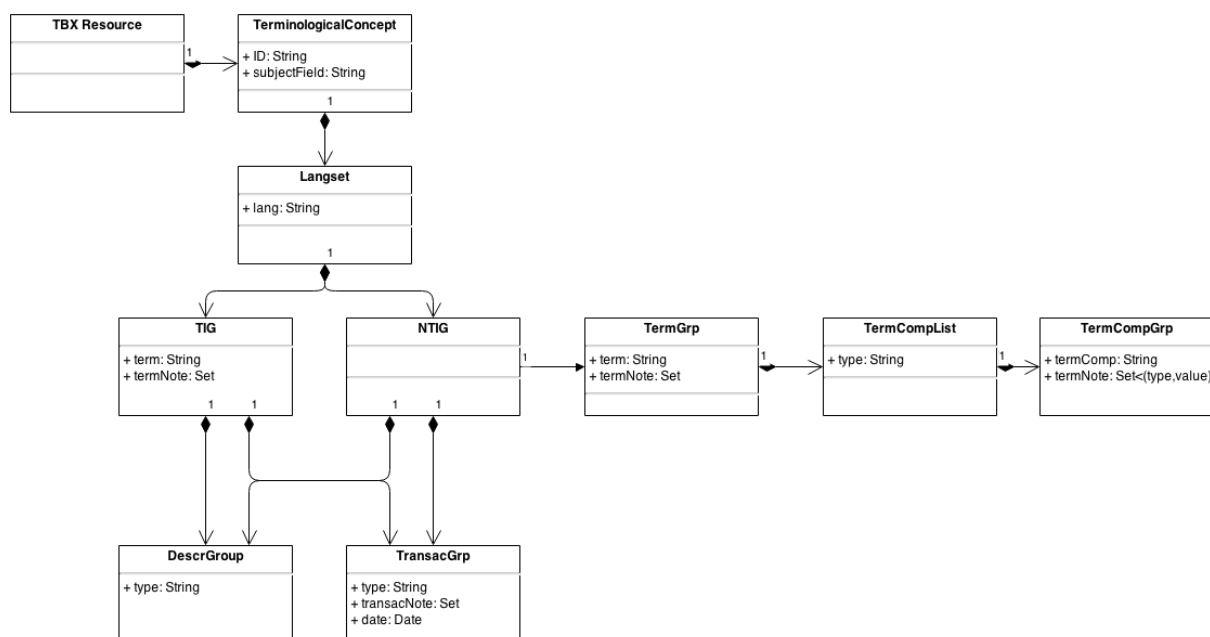 TBX Resource
1
TerminologicalConcept
+ ID: String
+ subjectField: String
1
Langset
+ lang: String
1
TIG
+ term: String
+ termNote: Set
1
1
NTIG
1
1
1
TermGrp
+ term: String
+ termNote: Set
1
TermCompList
+ type: String
1
TermCompGrp
+ termComp: String
+ termNote: Set<(type,value)
DescrGroup
+ type: String
TransacGrp
+ type: String
+ transacNote: Set
+ date: Date